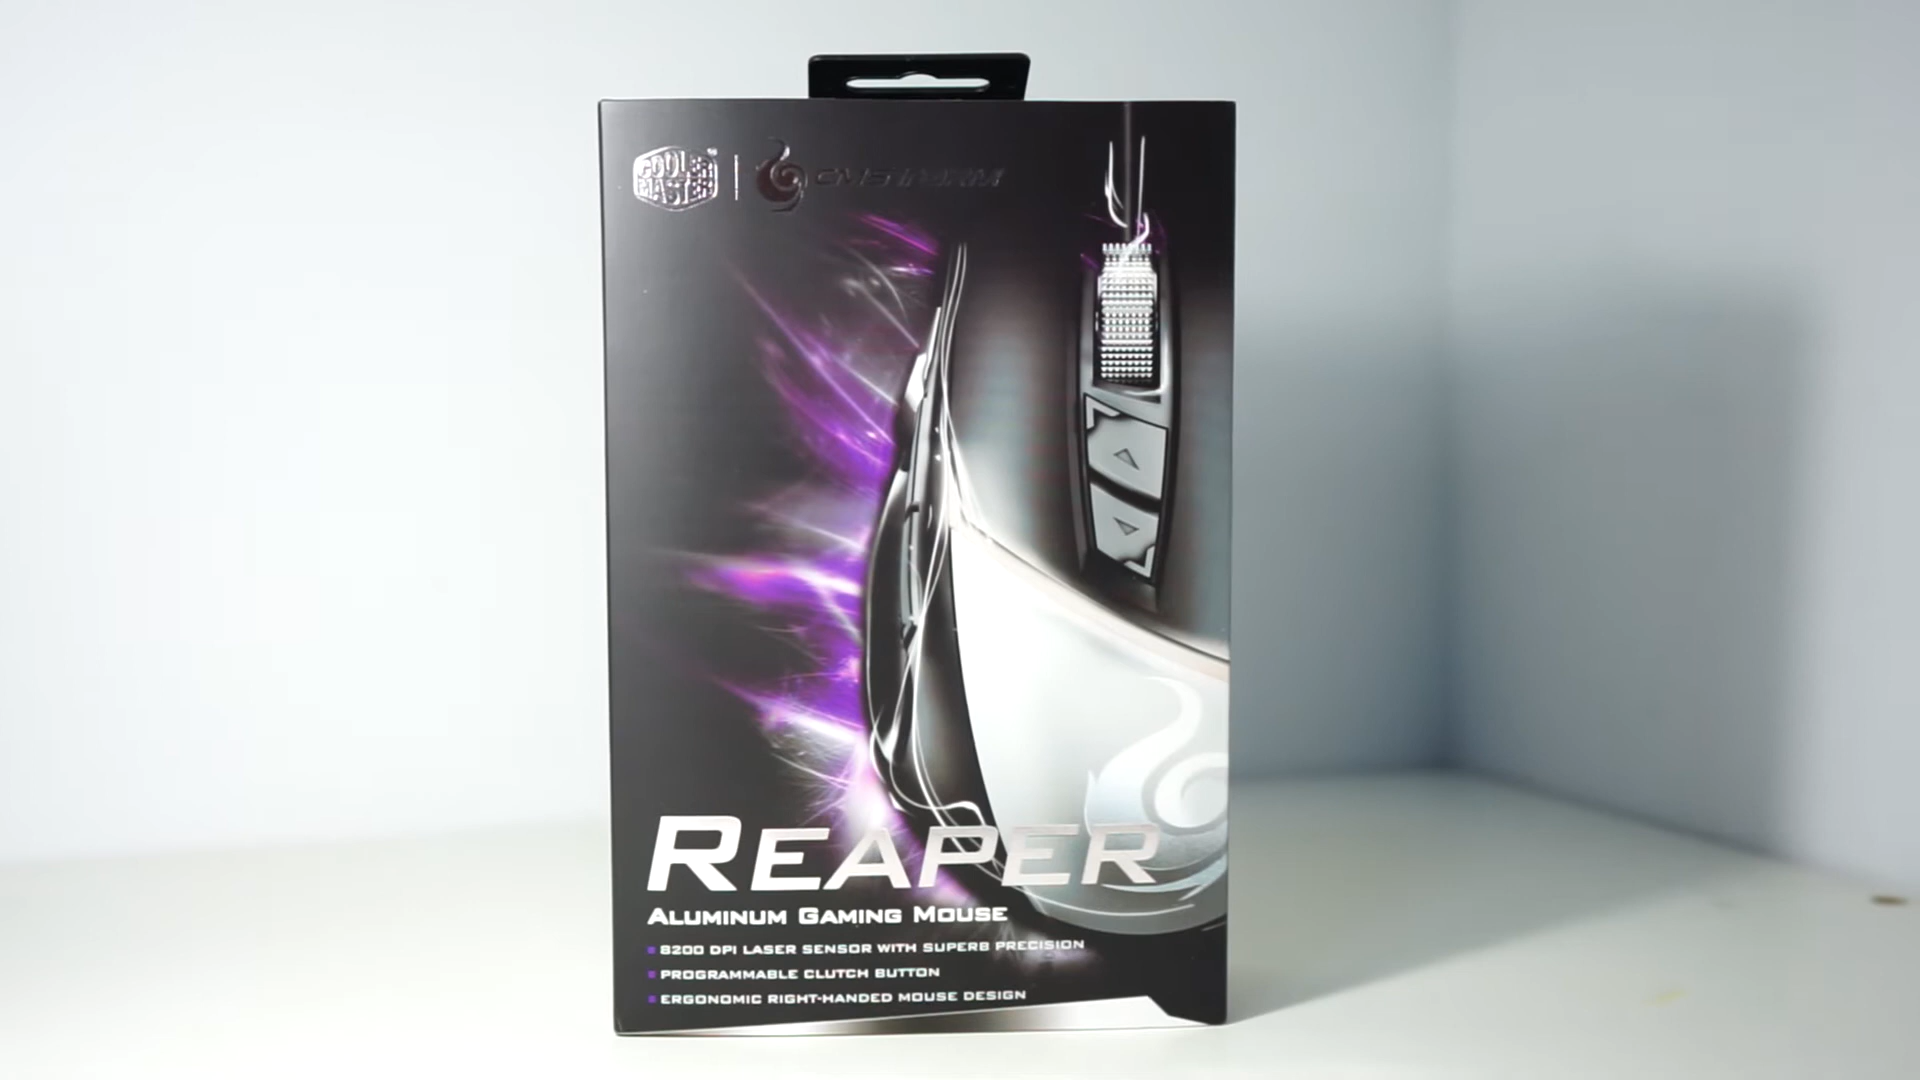 COOLER MASTER™ | CM STORM
REAPER
ALUMINUM GAMING MOUSE
8200 DPI LASER SENSOR WITH SUPERB PRECISION
PROGRAMMABLE CLUTCH BUTTON
ERGONOMIC RIGHT-HANDED MOUSE DESIGN